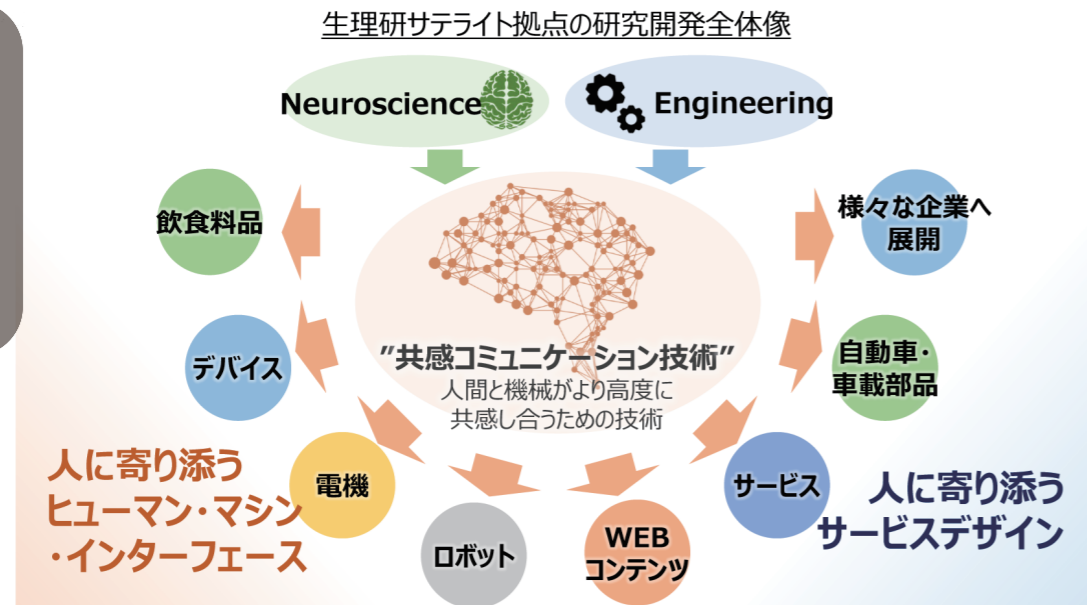 生理研サテライト拠点の研究開発全体像
Neuroscience
Engineering
飲食料品
様々な企業へ
展開
デバイス
"共感コミュニケーション技術"
人間と機械がより高度に
共感し合うための技術
自動車・
車載部品
人に寄り添う
ヒューマン・マシン
・インターフェース
電機
ロボット
WEB
コンテンツ
サービス
人に寄り添う
サービスデザイン